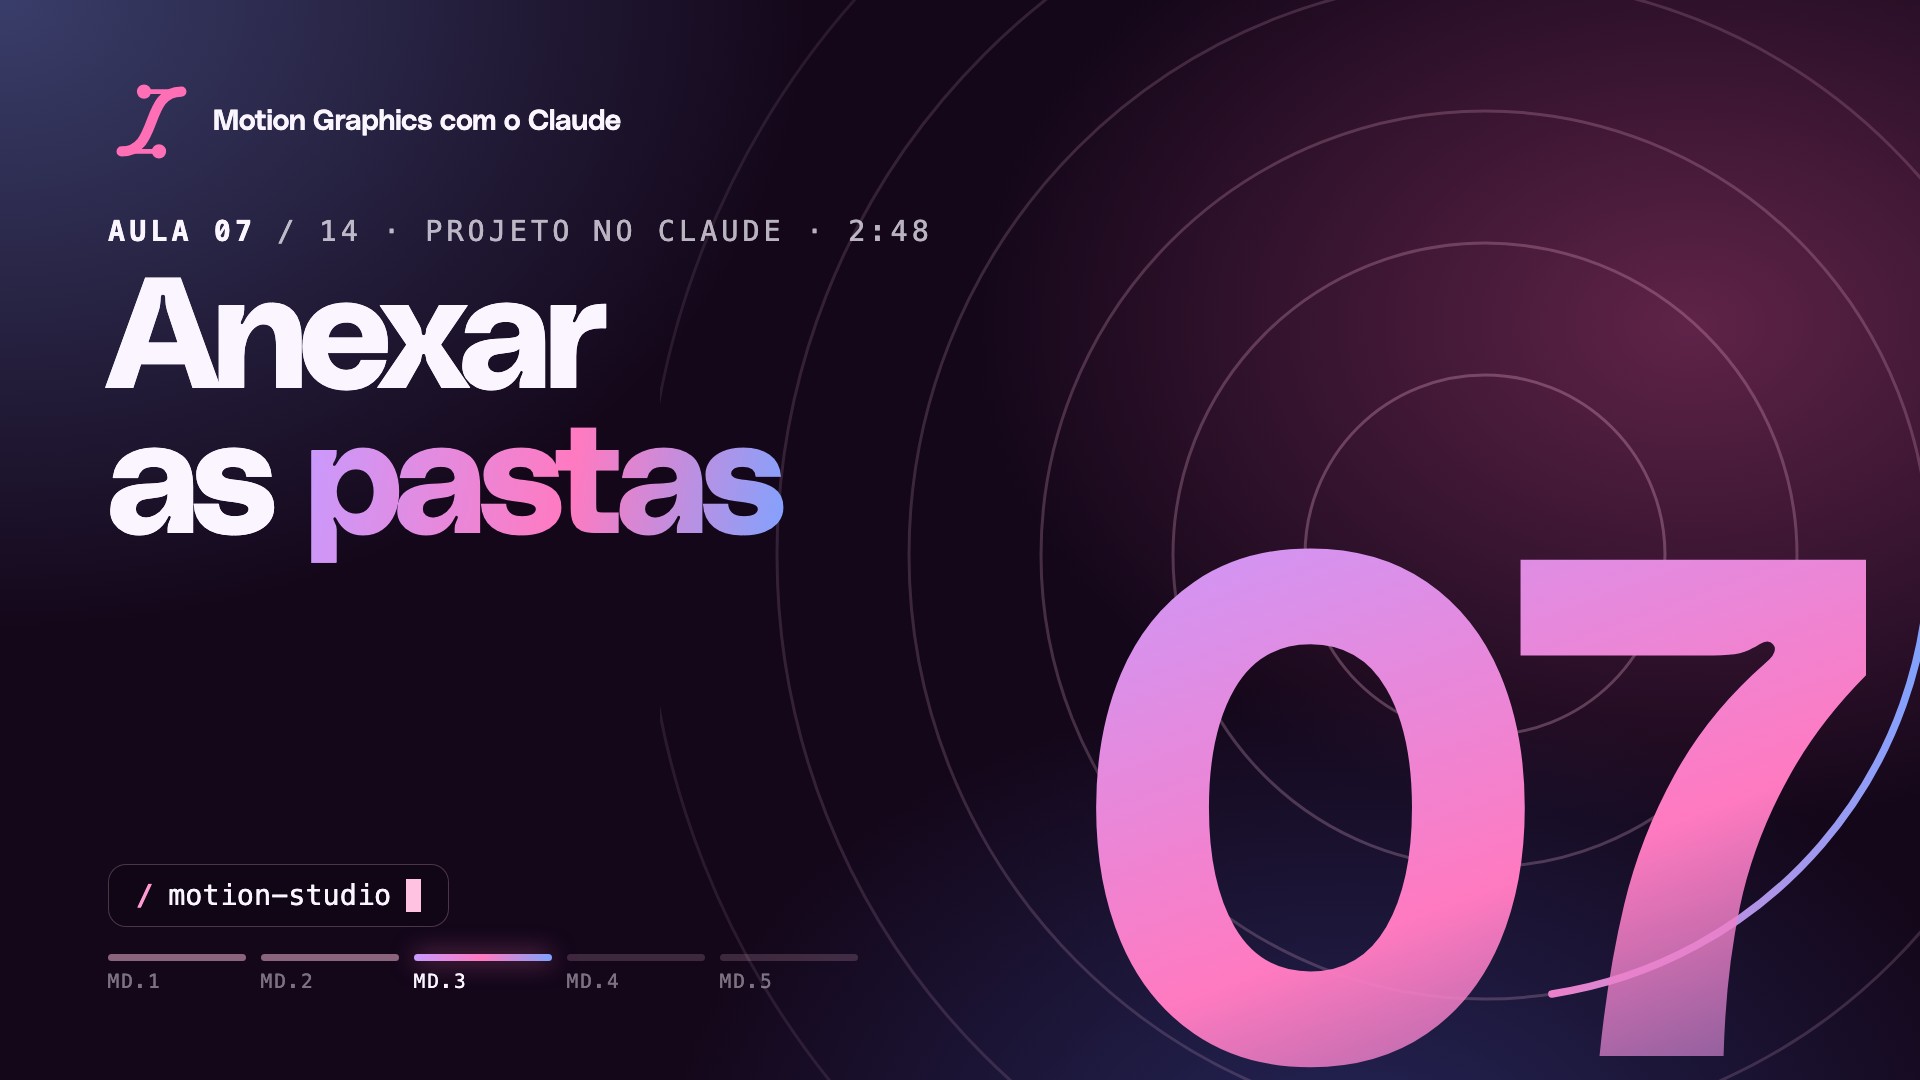 Motion Graphics com o Claude
AULA 07 / 14 · PROJETO NO CLAUDE · 2:48
Anexar
as pastas
07
/ motion-studio
MD.1 MD.2 MD.3 MD.4 MD.5